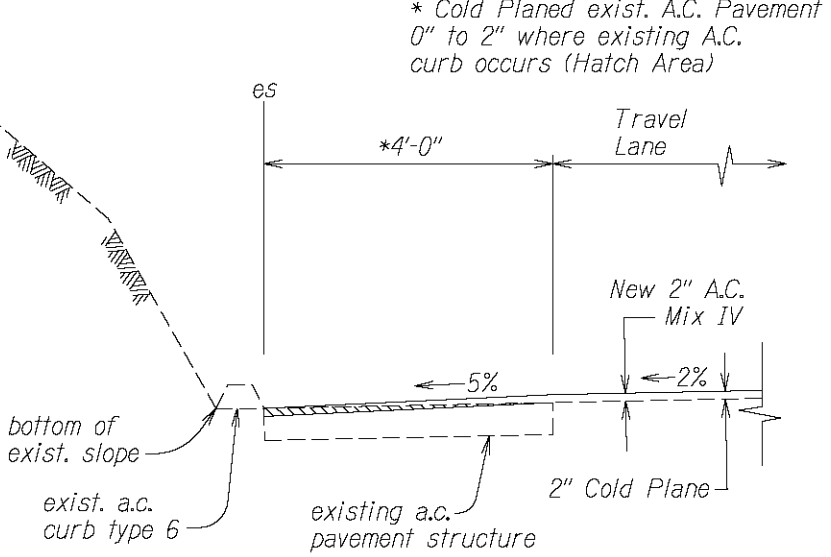 * Cold Planed exist. A.C. Pavement
0" to 2" where existing A.C.
curb occurs (Hatch Area)
es
*4'-0"
Travel
Lane
New 2" A.C.
Mix IV
5%
2%
bottom of
exist. slope
2" Cold Plane
exist. a.c.
curb type 6
existing a.c.
pavement structure